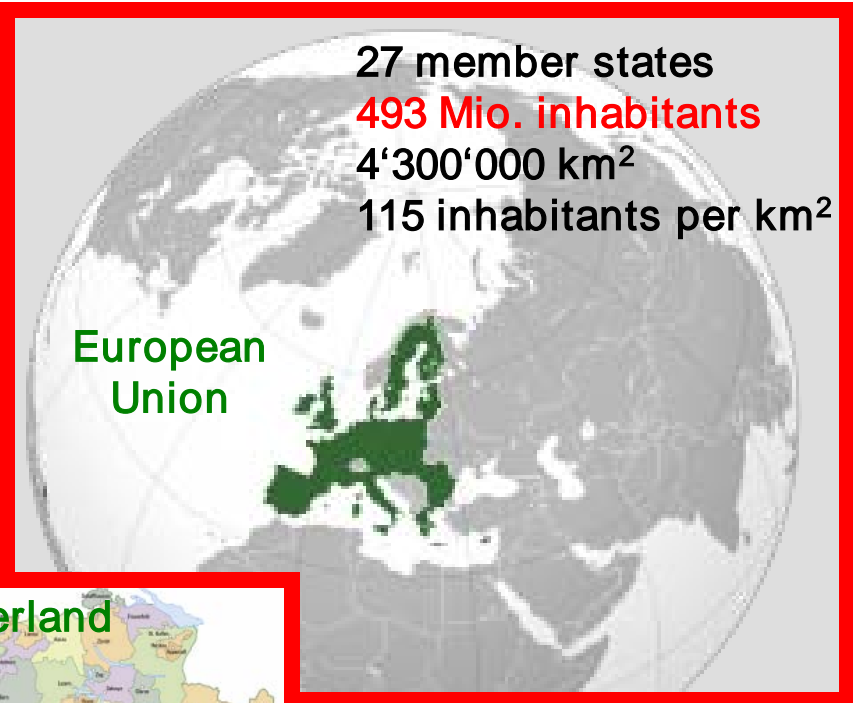 27 member states
493 Mio. inhabitants
4‘300‘000 km²
115 inhabitants per km²
European
Union
erland